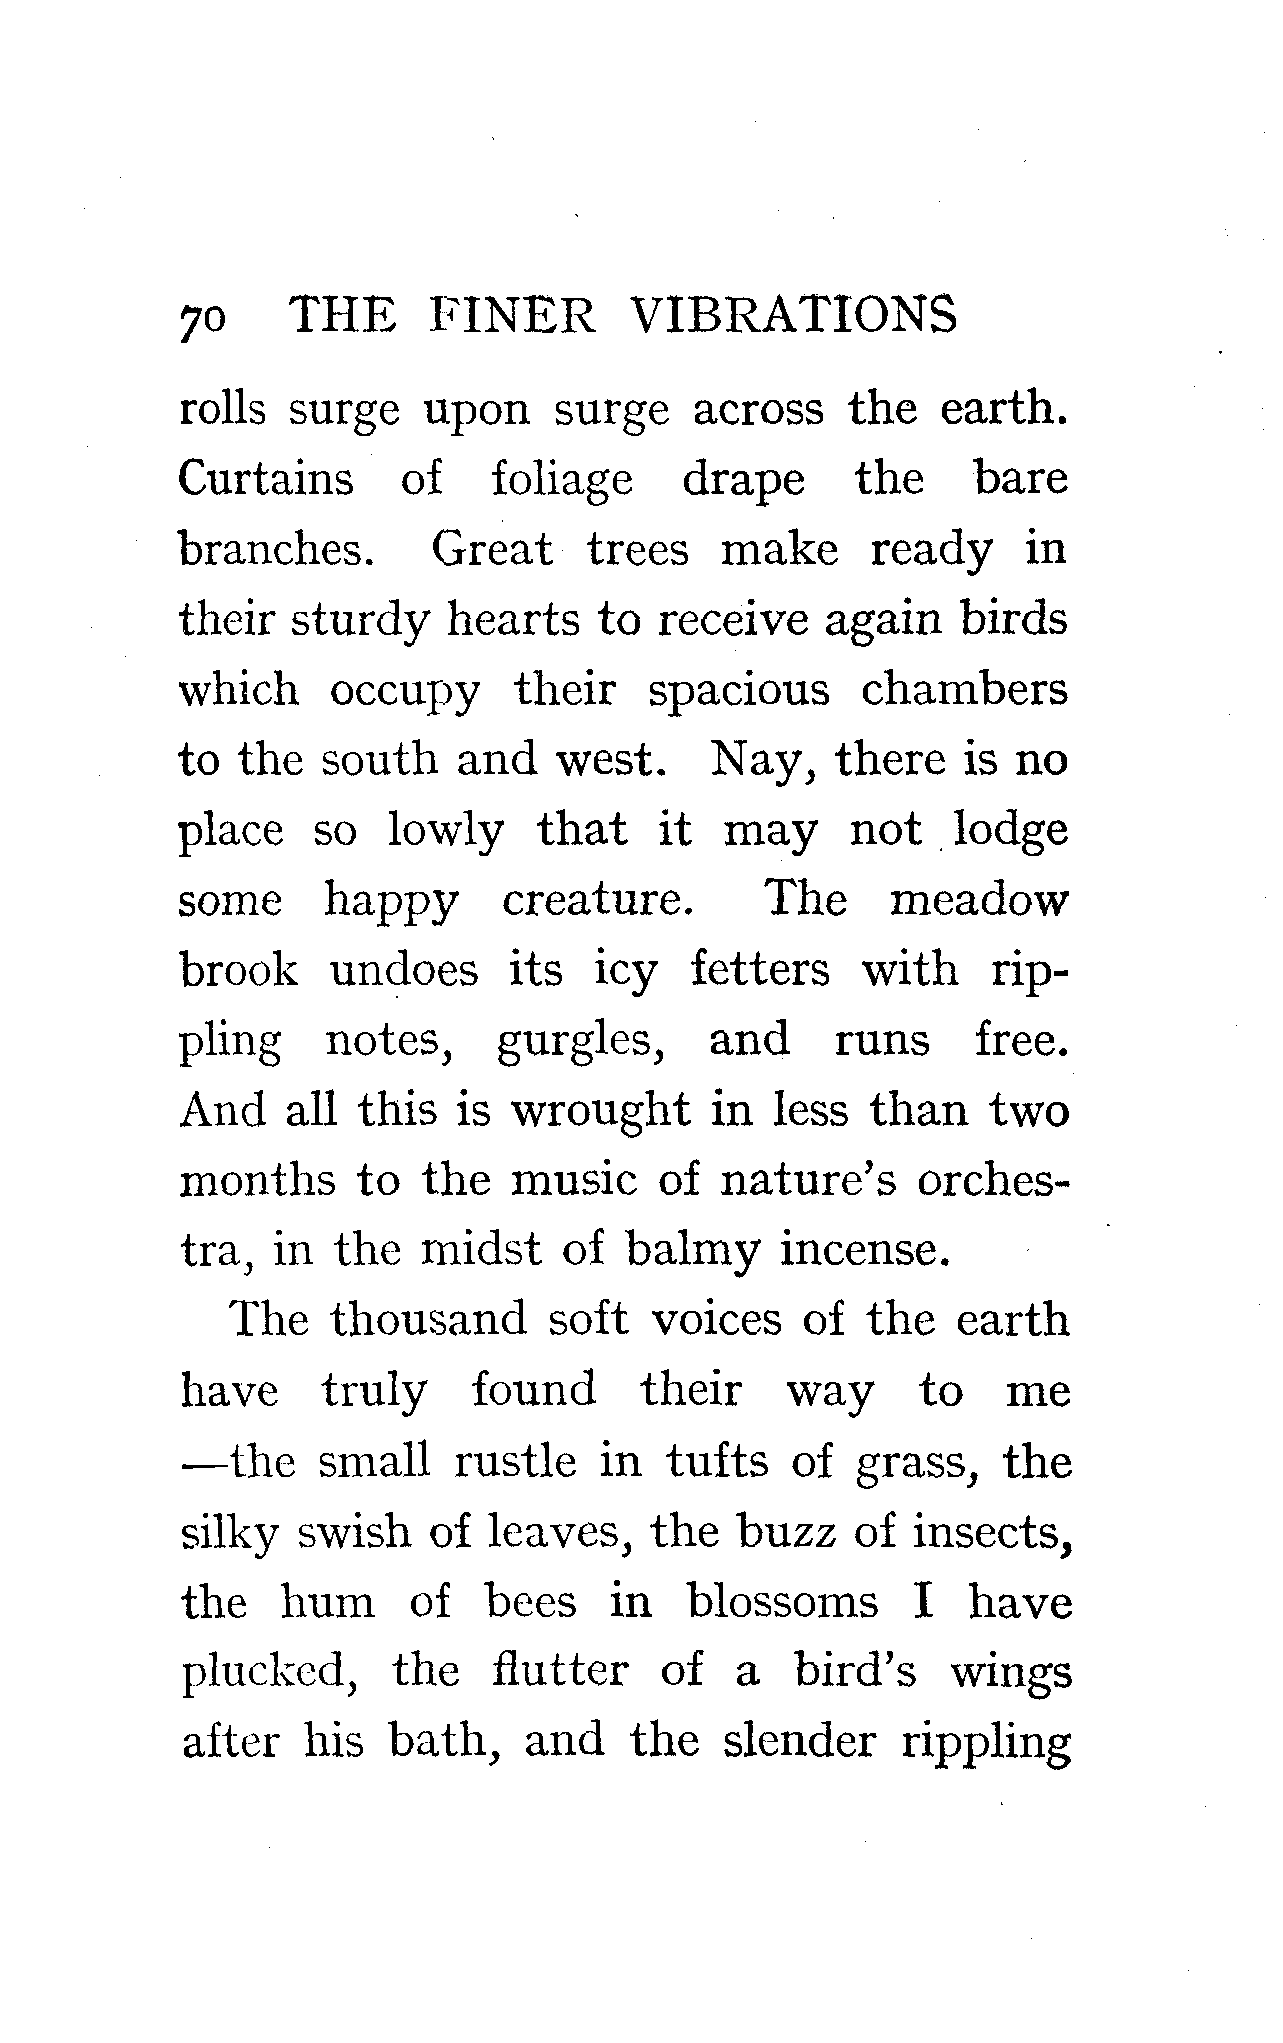 70 THE FINER VIBRATIONS
rolls surge upon surge across the earth.
Curtains of foliage drape the bare
branches. Great trees make ready in
their sturdy hearts to receive again birds
which occupy their spacious chambers
to the south and west. Nay, there is no
place so lowly that it may not lodge
some happy creature. The meadow
brook undoes its icy fetters with rip-
pling notes, gurgles, and runs free.
And all this is wrought in less than two
months to the music of nature's orches-
tra, in the midst of balmy incense.
The thousand soft voices of the earth
have truly found their way to me
—the small rustle in tufts of grass, the
silky swish of leaves, the buzz of insects,
the hum of bees in blossoms I have
plucked, the flutter of a bird's wings
after his bath, and the slender rippling